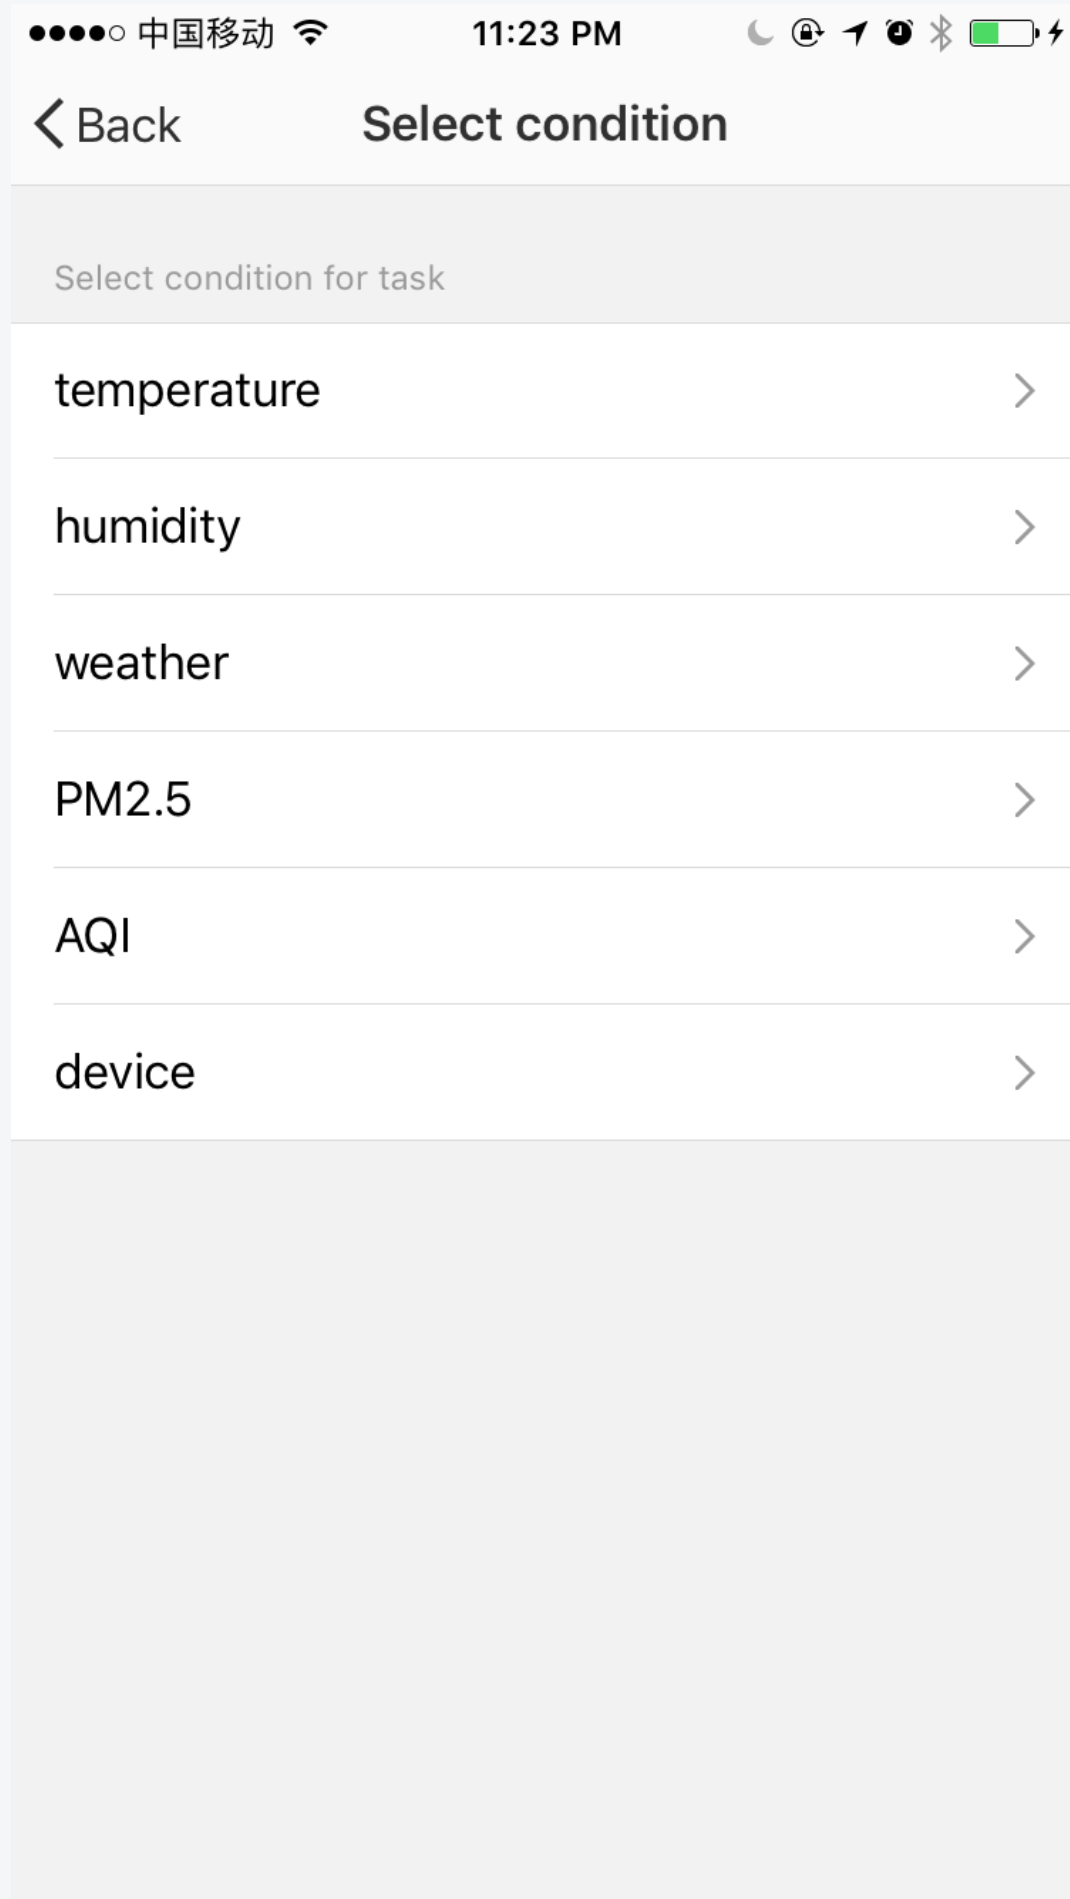 中国移动 11:23 PM
Back Select condition
Select condition for task
temperature
humidity
weather
PM2.5
AQI
device